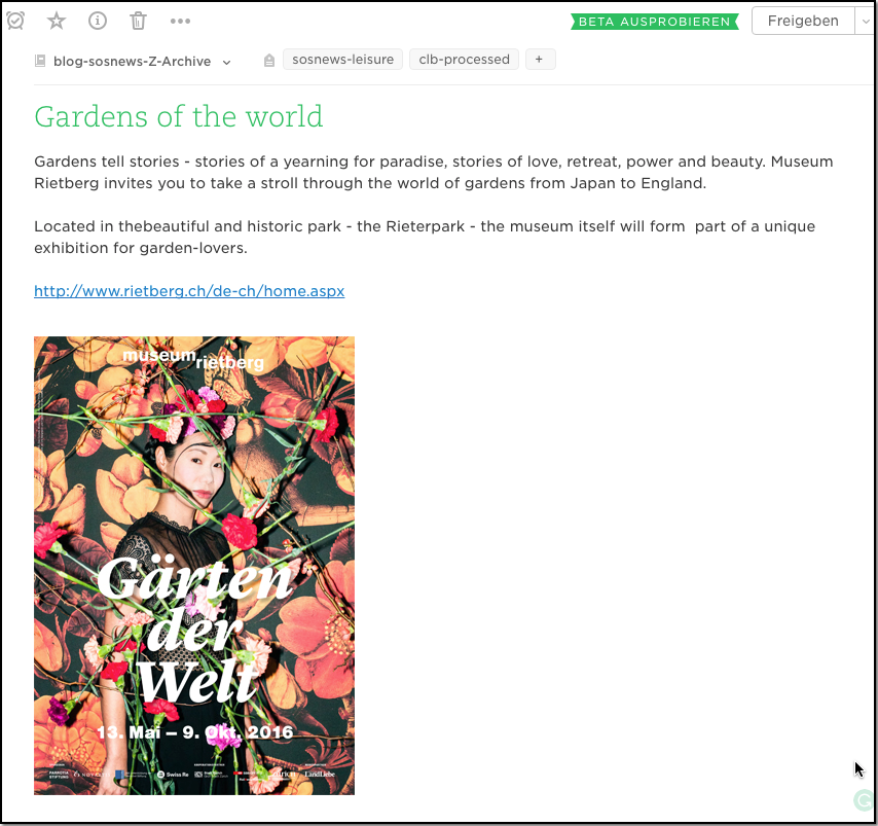 BETA AUSPROBIEREN
Freigeben
blog-sosnews-Z-Archive
sosnews-leisure
clb-processed
+
Gardens of the world
Gardens tell stories - stories of a yearning for paradise, stories of love, retreat, power and beauty. Museum
Rietberg invites you to take a stroll through the world of gardens from Japan to England.
Located in thebeautiful and historic park - the Rieterpark - the museum itself will form  part of a unique
exhibition for garden-lovers.
http://www.rietberg.ch/de-ch/home.aspx
museum
rietberg
Gärten
der
Welt
13. Mai – 9. Okt. 2016
Swiss Re
LandLiebe